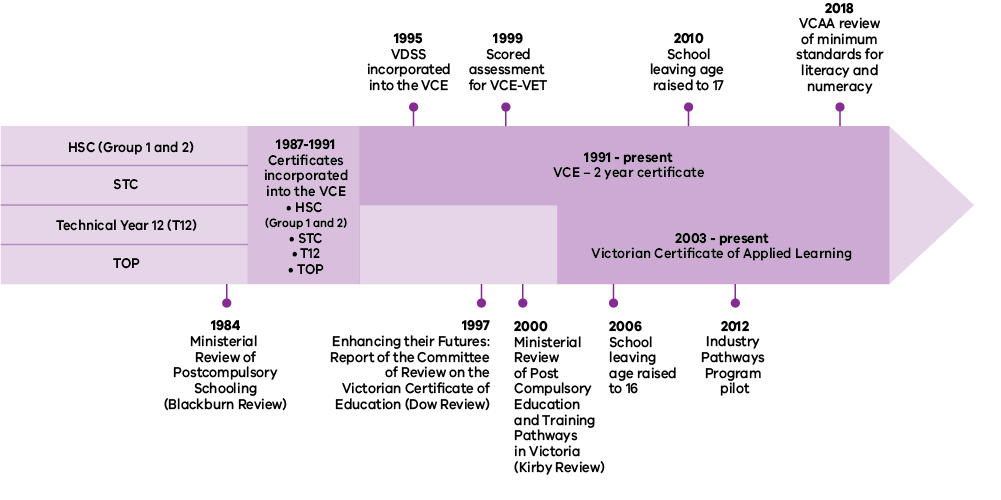 1995
VDSS
incorporated
into the VCE
1999
Scored
assessment
for VCE-VET
2010
School
leaving age
raised to 17
2018
VCAA review
of minimum
standards for
literacy and
numeracy
HSC (Group 1 and 2)
STC
Technical Year 12 (T12)
TOP
1987-1991
Certificates
incorporated
into the VCE
• HSC
(Group 1 and 2)
• STC
• T12
• TOP
1991 - present
VCE – 2 year certificate
2003 - present
Victorian Certificate of Applied Learning
1984
Ministerial
Review of
Postcompulsory
Schooling
(Blackburn Review)
1997
Enhancing their Futures:
Report of the Committee
of Review on the
Victorian Certificate of
Education (Dow Review)
2000
Ministerial
Review
of Post
Compulsory
Education
and Training
Pathways
in Victoria
(Kirby Review)
2006
School
leaving
age raised
to 16
2012
Industry
Pathways
Program
pilot